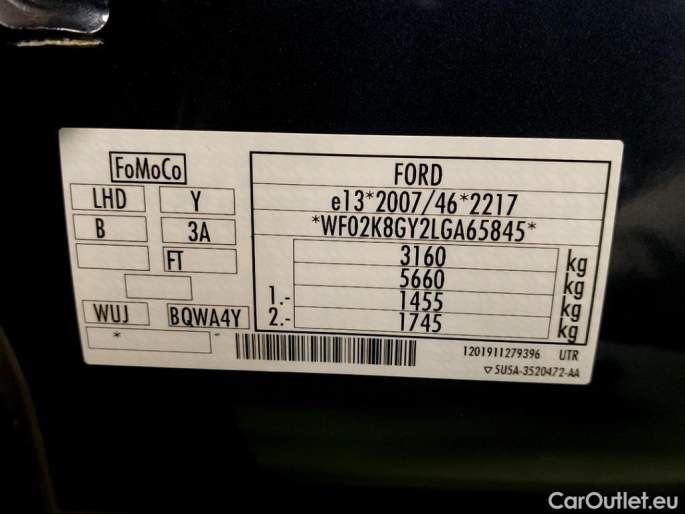 FoMoCo
LHD Y
B 3A
FT
WUJ BQWA4Y
*
-
FORD
e13*2007/46*2217
*WF02K8GY2LGA65845*
3160 kg
5660 kg
1.- 1455 kg
2.- 1745 kg
1201911279396 UTR
▽5U5A-3520472-AA
CarOutlet.eu